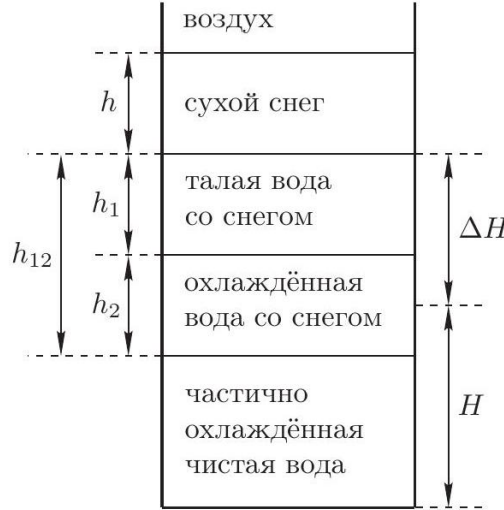 воздух
h
сухой снег
талая вода
со снегом
h₁
ΔH
h₁₂
h₂
охлаждённая
вода со снегом
частично
охлаждённая
чистая вода
H